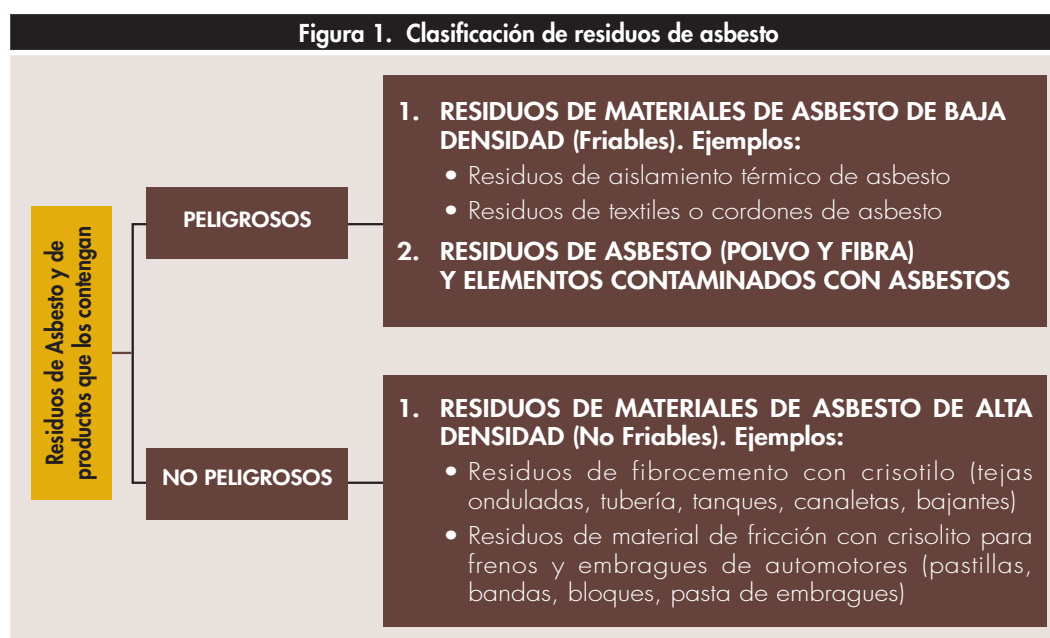 Figura 1. Clasificación de residuos de asbesto
Residuos de Asbesto y de
productos que los contengan
PELIGROSOS
1. RESIDUOS DE MATERIALES DE ASBESTO DE BAJA
DENSIDAD (Friables). Ejemplos:
• Residuos de aislamiento térmico de asbesto
• Residuos de textiles o cordones de asbesto
2. RESIDUOS DE ASBESTO (POLVO Y FIBRA)
Y ELEMENTOS CONTAMINADOS CON ASBESTOS
NO PELIGROSOS
1. RESIDUOS DE MATERIALES DE ASBESTO DE ALTA
DENSIDAD (No Friables). Ejemplos:
• Residuos de fibrocemento con crisotilo (tejas
onduladas, tubería, tanques, canaletas, bajantes)
• Residuos de material de fricción con crisolito para
frenos y embragues de automotores (pastillas,
bandas, bloques, pasta de embragues)